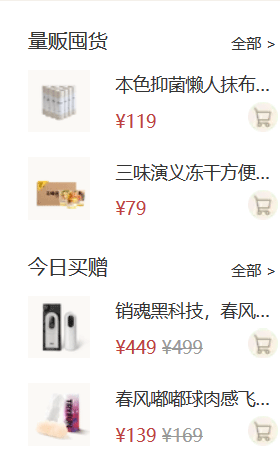 量贩囤货
全部 >
本色抑菌懒人抹布...
¥119
三味演义冻干方便...
¥79
今日买赠
全部 >
销魂黑科技，春风...
¥449 ¥499
春风嘟嘟球肉感飞...
¥139 ¥169